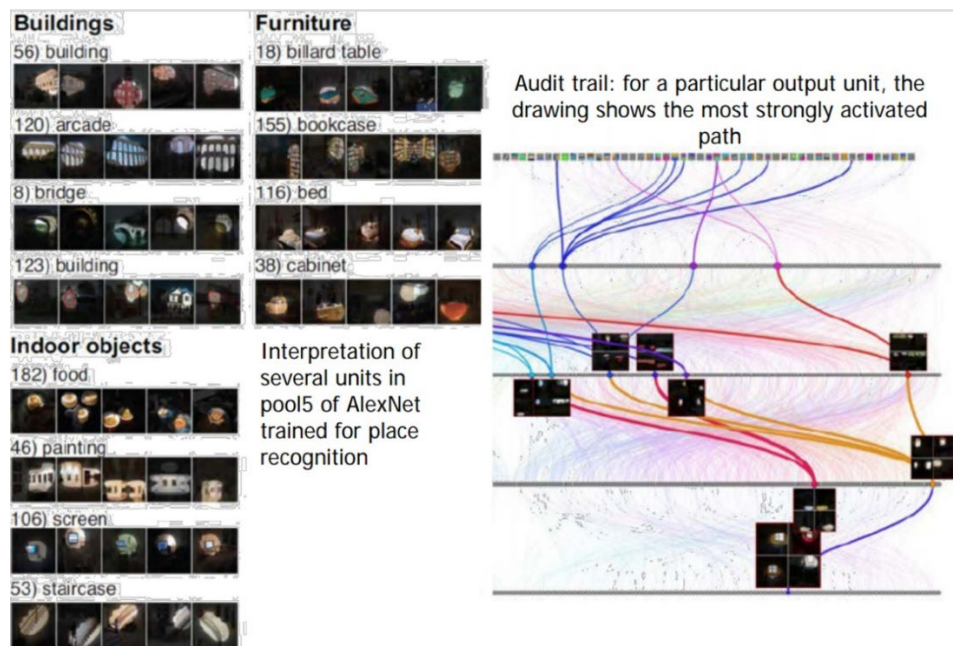 Buildings
56) building
120) arcade
8) bridge
123) building
Indoor objects
182) food
46) painting
106) screen
53) staircase
Furniture
18) billard table
155) bookcase
116) bed
38) cabinet
Interpretation of
several units in
pool5 of AlexNet
trained for place
recognition
Audit trail: for a particular output unit, the
drawing shows the most strongly activated
path